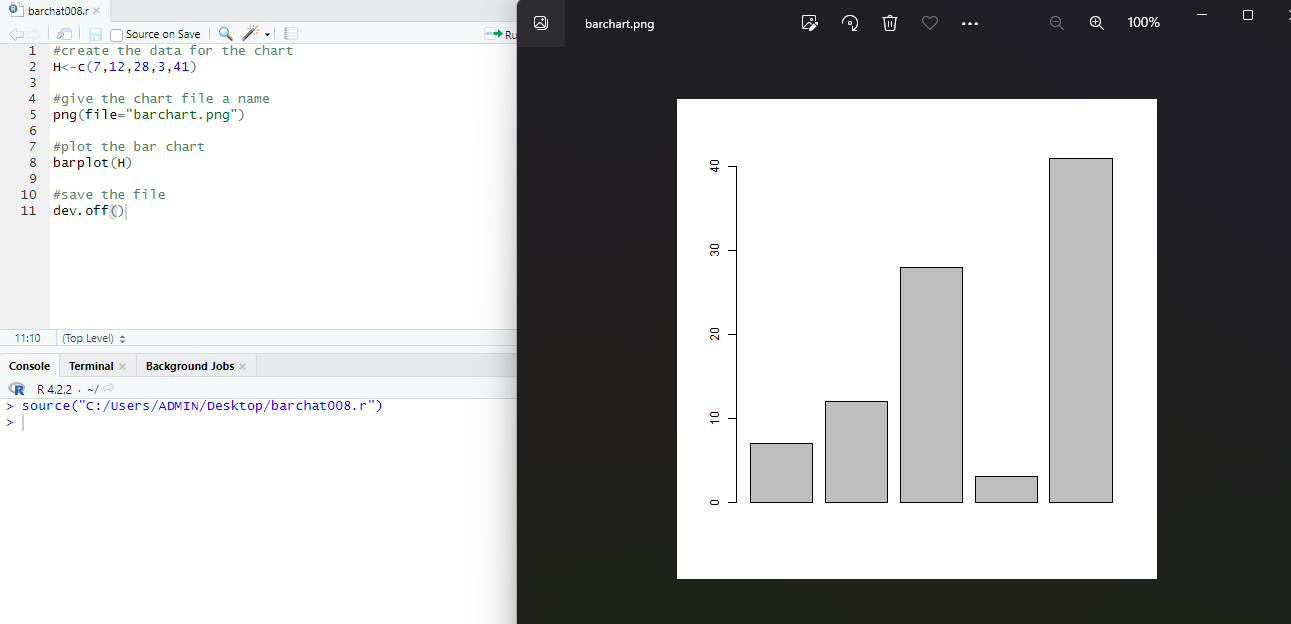 barchat008.r
Source on Save
Ru
1 #create the data for the chart
2 H<-c(7,12,28,3,41)
3
4 #give the chart file a name
5 png(file="barchart.png")
6
7 #plot the bar chart
8 barplot(H)
9
10 #save the file
11 dev.off()
11:10 (Top Level)
Console Terminal Background Jobs
R 4.2.2 · ~/
> source("C:/Users/ADMIN/Desktop/barchat008.r")
>
barchart.png
100%
40
30
20
10
0